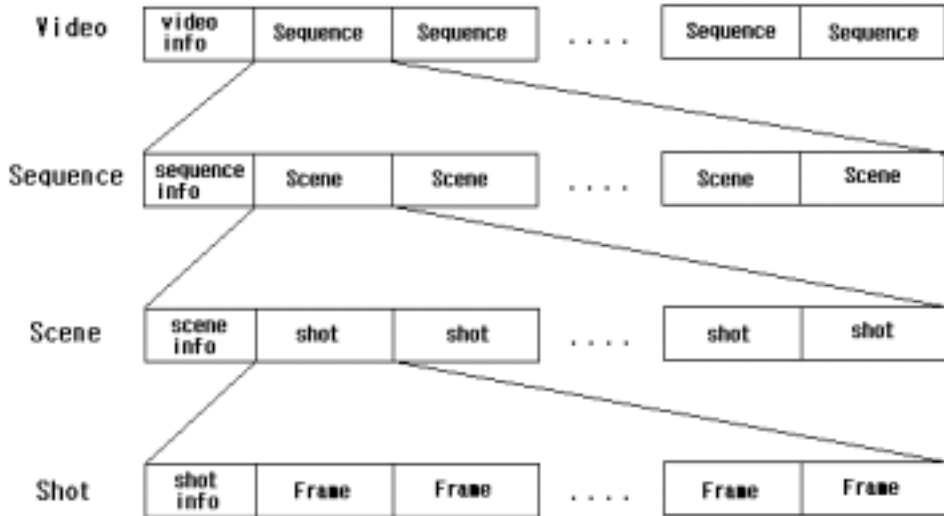 Video video info Sequence Sequence .... Sequence Sequence
Sequence sequence info Scene Scene .... Scene Scene
Scene scene info shot shot .... shot shot
Shot shot info Frame Frame .... Frame Frame